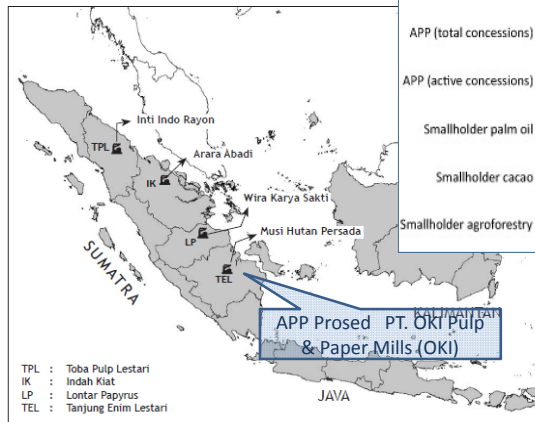 APP (total concessions)
APP (active concessions)
Smallholder palm oil
Smallholder cacao
Smallholder agroforestry
Inti Indo Rayon
TPL
Arara Abadi
IK
Wira Karya Sakti
LP
Musi Hutan Persada
TEL
SUMATRA
KALIMANTAN
APP Prosed PT. OKI Pulp
& Paper Mills (OKI)
JAVA
TPL : Toba Pulp Lestari
IK : Indah Kiat
LP : Lontar Papyrus
TEL : Tanjung Enim Lestari